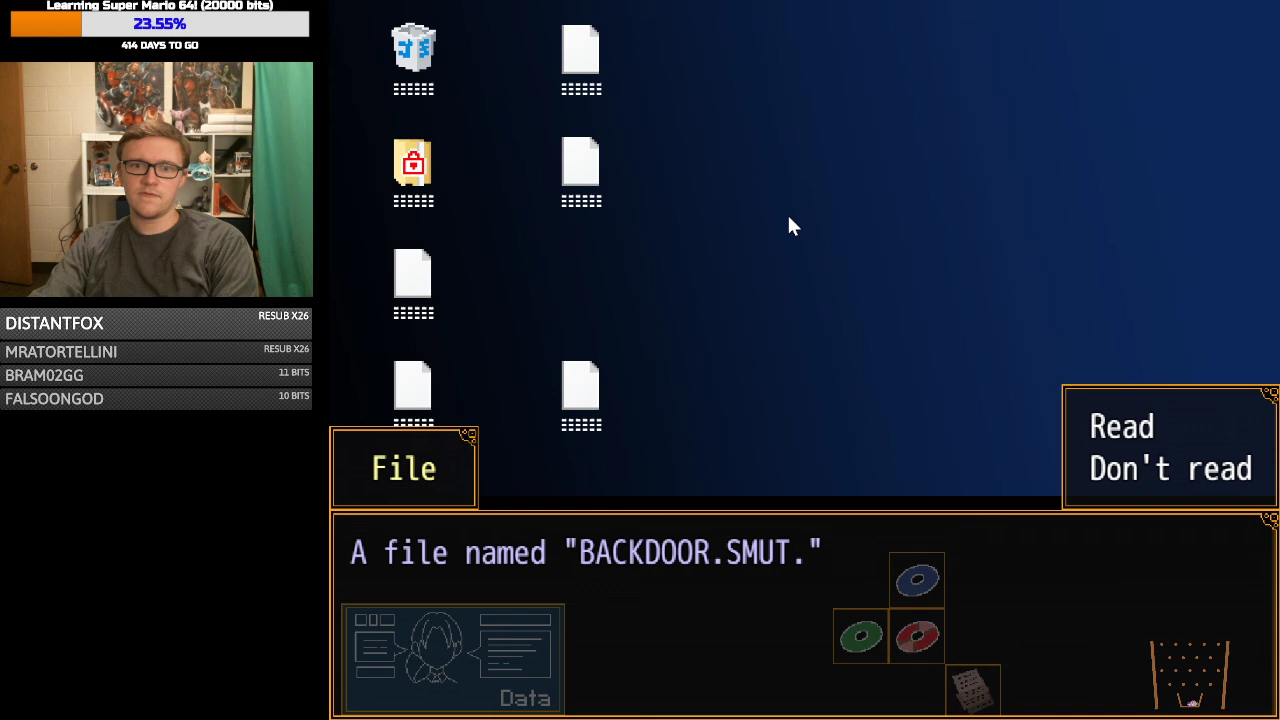 Learning Super Mario 64! (20000 bits)
23.55%
414 DAYS TO GO
DISTANTFOX RESUB X26
MRATORTELLINI RESUB X26
BRAM02GG 11 BITS
FALSOONGOD 10 BITS
File
Read
Don't read
A file named "BACKDOOR.SMUT."
Data